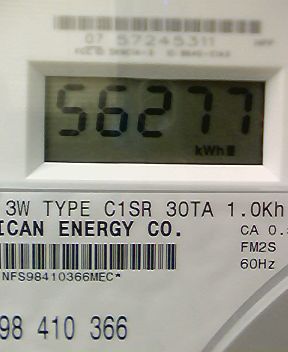 07 57245311
56277
kWh
3W TYPE C1SR 30TA 1.0Kh
ICAN ENERGY CO.
CA 0.
FM2S
60Hz
NFS98410366MEC*
98 410 366